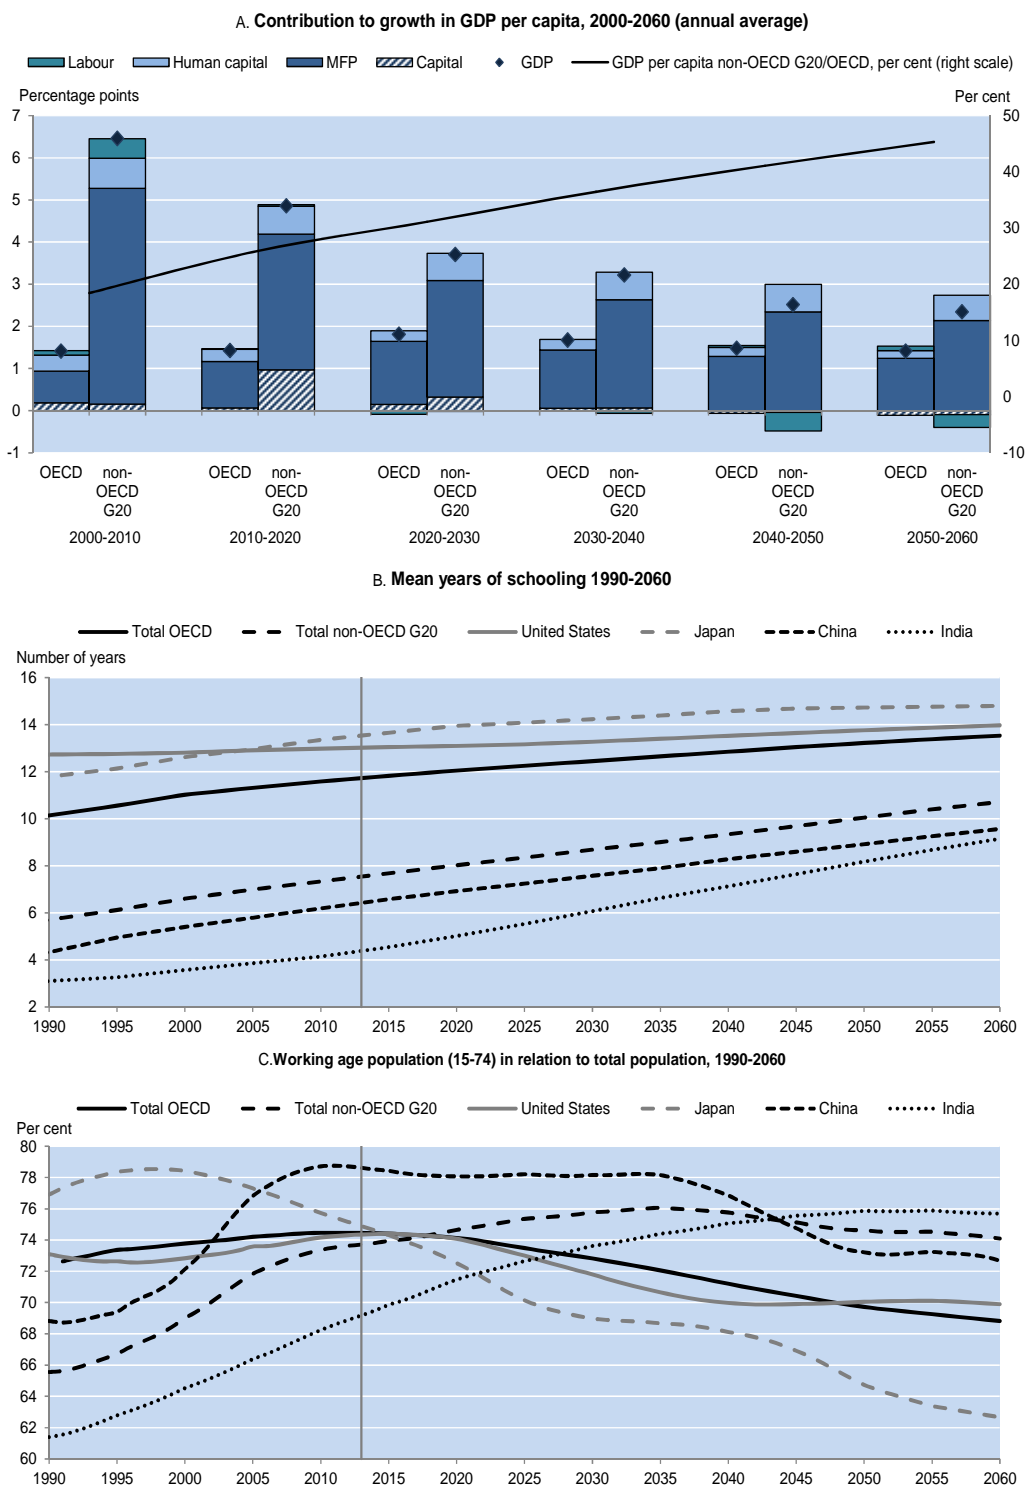 A. Contribution to growth in GDP per capita, 2000-2060 (annual average)
Labour Human capital MFP Capital GDP GDP per capita non-OECD G20/OECD, per cent (right scale)
Percentage points Per cent
7 50
6 40
5
4 30
3 20
2
1 10
0 0
-1 -10
OECD non-OECD G20 OECD non-OECD G20 OECD non-OECD G20 OECD non-OECD G20 OECD non-OECD G20 OECD non-OECD G20
2000-2010 2010-2020 2020-2030 2030-2040 2040-2050 2050-2060
B. Mean years of schooling 1990-2060
Total OECD Total non-OECD G20 United States Japan China India
Number of years
16
14
12
10
8
6
4
2
1990 1995 2000 2005 2010 2015 2020 2025 2030 2035 2040 2045 2050 2055 2060
C.Working age population (15-74) in relation to total population, 1990-2060
Total OECD Total non-OECD G20 United States Japan China India
Per cent
80
78
76
74
72
70
68
66
64
62
60
1990 1995 2000 2005 2010 2015 2020 2025 2030 2035 2040 2045 2050 2055 2060